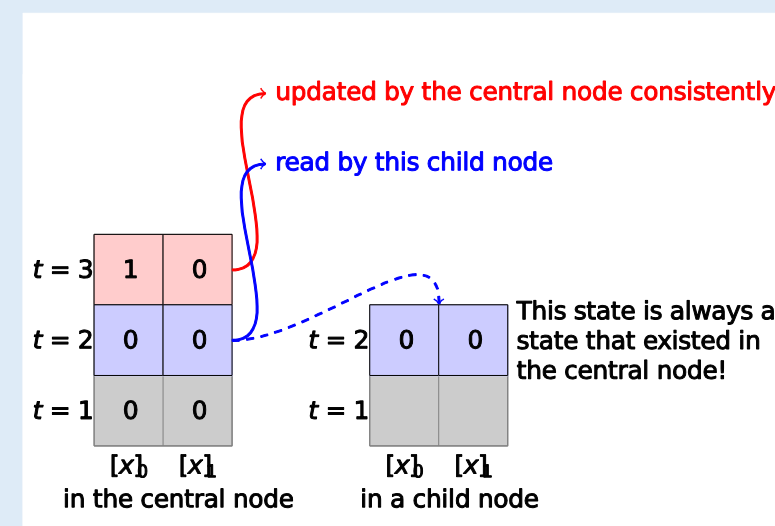 updated by the central node consistently
read by this child node
t = 3 1 0
t = 2 0 0
t = 1 0 0
[x]0 [x]1
in the central node
t = 2 0 0
t = 1
[x]0 [x]1
in a child node
This state is always a
state that existed in
the central node!